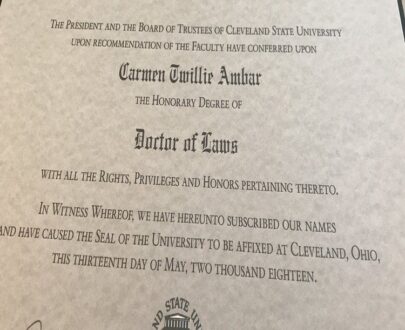 THE PRESIDENT AND THE BOARD OF TRUSTEES OF CLEVELAND STATE UNIVERSITY
UPON RECOMMENDATION OF THE FACULTY HAVE CONFERRED UPON
Carmen Twillie Ambar
THE HONORARY DEGREE OF
Doctor of Laws
WITH ALL THE RIGHTS, PRIVILEGES AND HONORS PERTAINING THERETO.
IN WITNESS WHEREOF, WE HAVE HEREUNTO SUBSCRIBED OUR NAMES
AND HAVE CAUSED THE SEAL OF THE UNIVERSITY TO BE AFFIXED AT CLEVELAND, OHIO,
THIS THIRTEENTH DAY OF MAY, TWO THOUSAND EIGHTEEN.
ND STATE UN